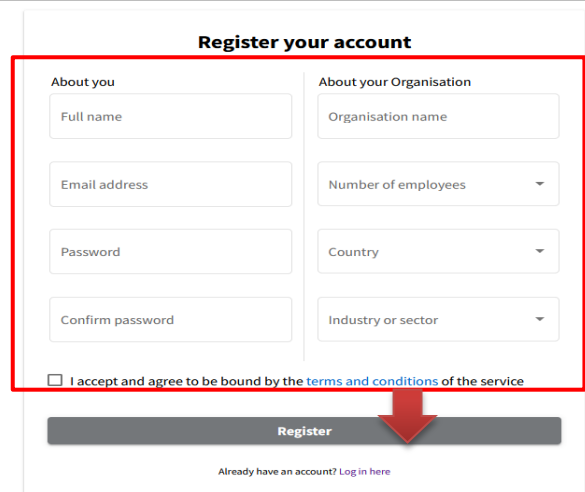 Register your account
About you
Full name
Email address
Password
Confirm password
About your Organisation
Organisation name
Number of employees
Country
Industry or sector
I accept and agree to be bound by the terms and conditions of the service
Register
Already have an account? Log in here